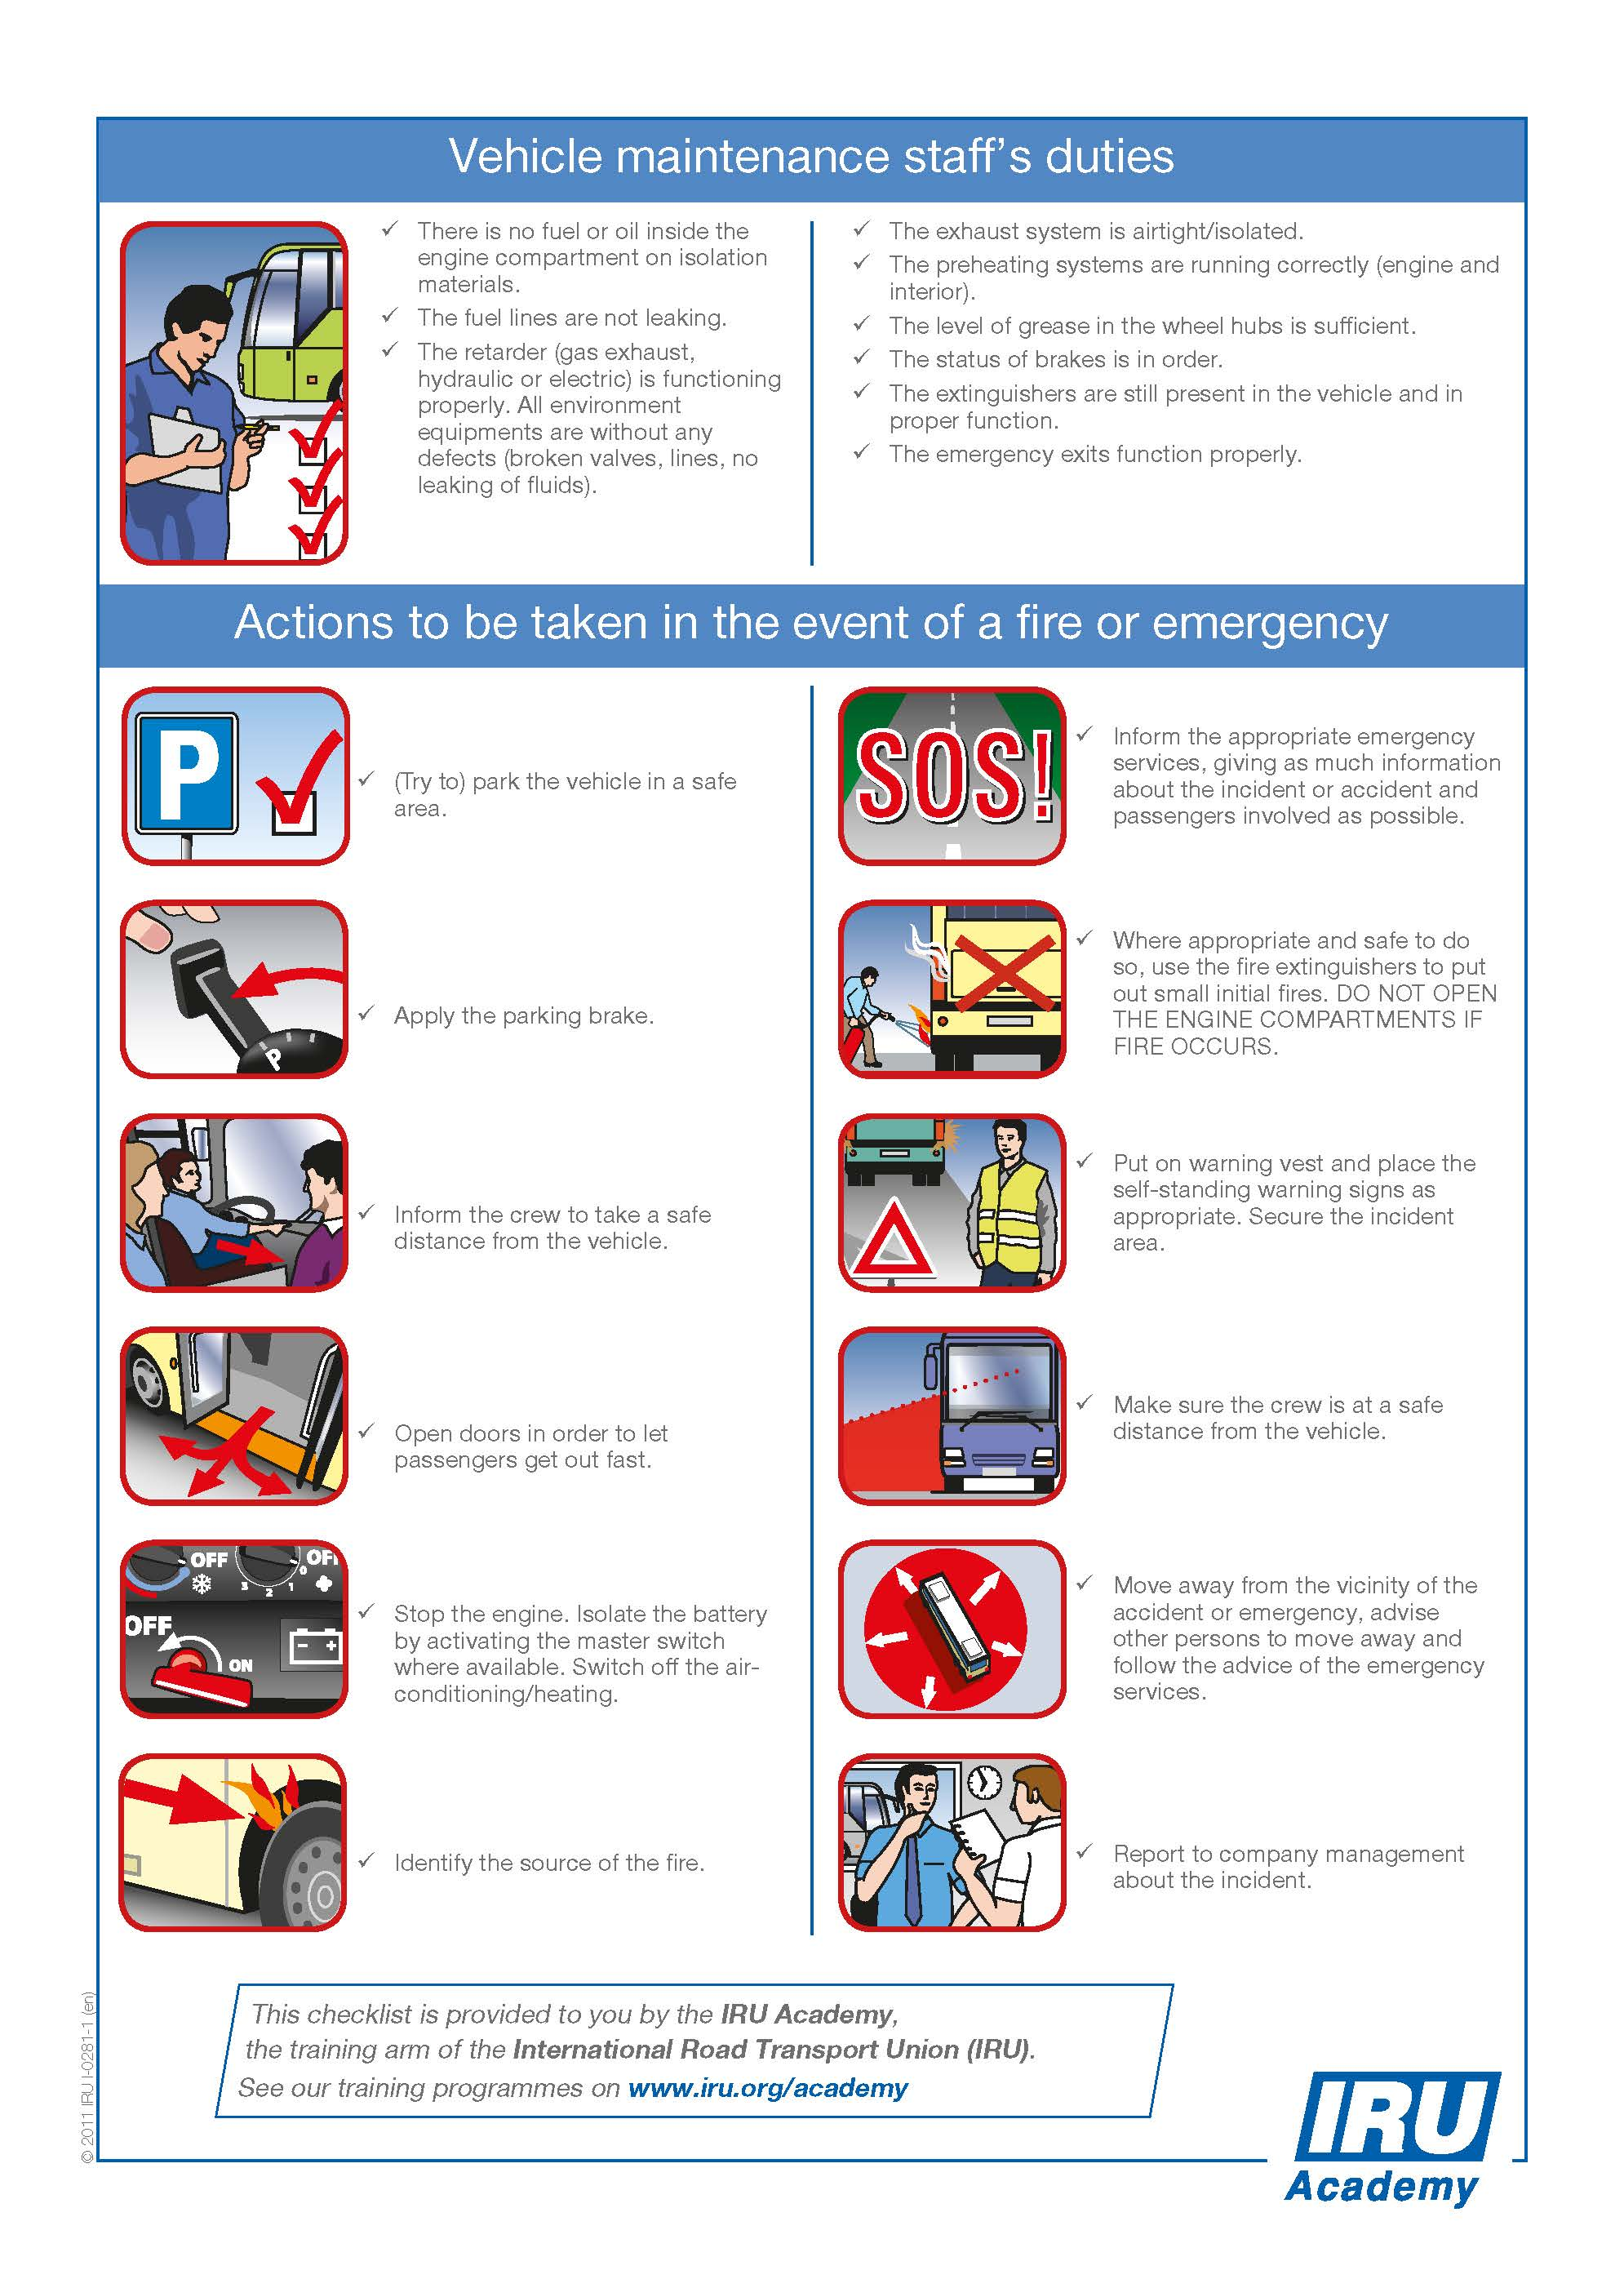 Vehicle maintenance staff's duties
✓ There is no fuel or oil inside the
engine compartment on isolation
materials.
✓ The fuel lines are not leaking.
✓ The retarder (gas exhaust,
hydraulic or electric) is functioning
properly. All environment
equipments are without any
defects (broken valves, lines, no
leaking of fluids).
✓ The exhaust system is airtight/isolated.
✓ The preheating systems are running correctly (engine and
interior).
✓ The level of grease in the wheel hubs is sufficient.
✓ The status of brakes is in order.
✓ The extinguishers are still present in the vehicle and in
proper function.
✓ The emergency exits function properly.
Actions to be taken in the event of a fire or emergency
P
✓ (Try to) park the vehicle in a safe
area.
P
✓ Apply the parking brake.
✓ Inform the crew to take a safe
distance from the vehicle.
✓ Open doors in order to let
passengers get out fast.
OFF OFF
3 2 1 0
OFF
ON
- +
✓ Stop the engine. Isolate the battery
by activating the master switch
where available. Switch off the air-
conditioning/heating.
✓ Identify the source of the fire.
SOS!
✓ Inform the appropriate emergency
services, giving as much information
about the incident or accident and
passengers involved as possible.
✓ Where appropriate and safe to do
so, use the fire extinguishers to put
out small initial fires. DO NOT OPEN
THE ENGINE COMPARTMENTS IF
FIRE OCCURS.
✓ Put on warning vest and place the
self-standing warning signs as
appropriate. Secure the incident
area.
✓ Make sure the crew is at a safe
distance from the vehicle.
✓ Move away from the vicinity of the
accident or emergency, advise
other persons to move away and
follow the advice of the emergency
services.
✓ Report to company management
about the incident.
This checklist is provided to you by the IRU Academy,
the training arm of the International Road Transport Union (IRU).
See our training programmes on www.iru.org/academy
© 2011 IRU I-0281-1 (en)
IRU
Academy